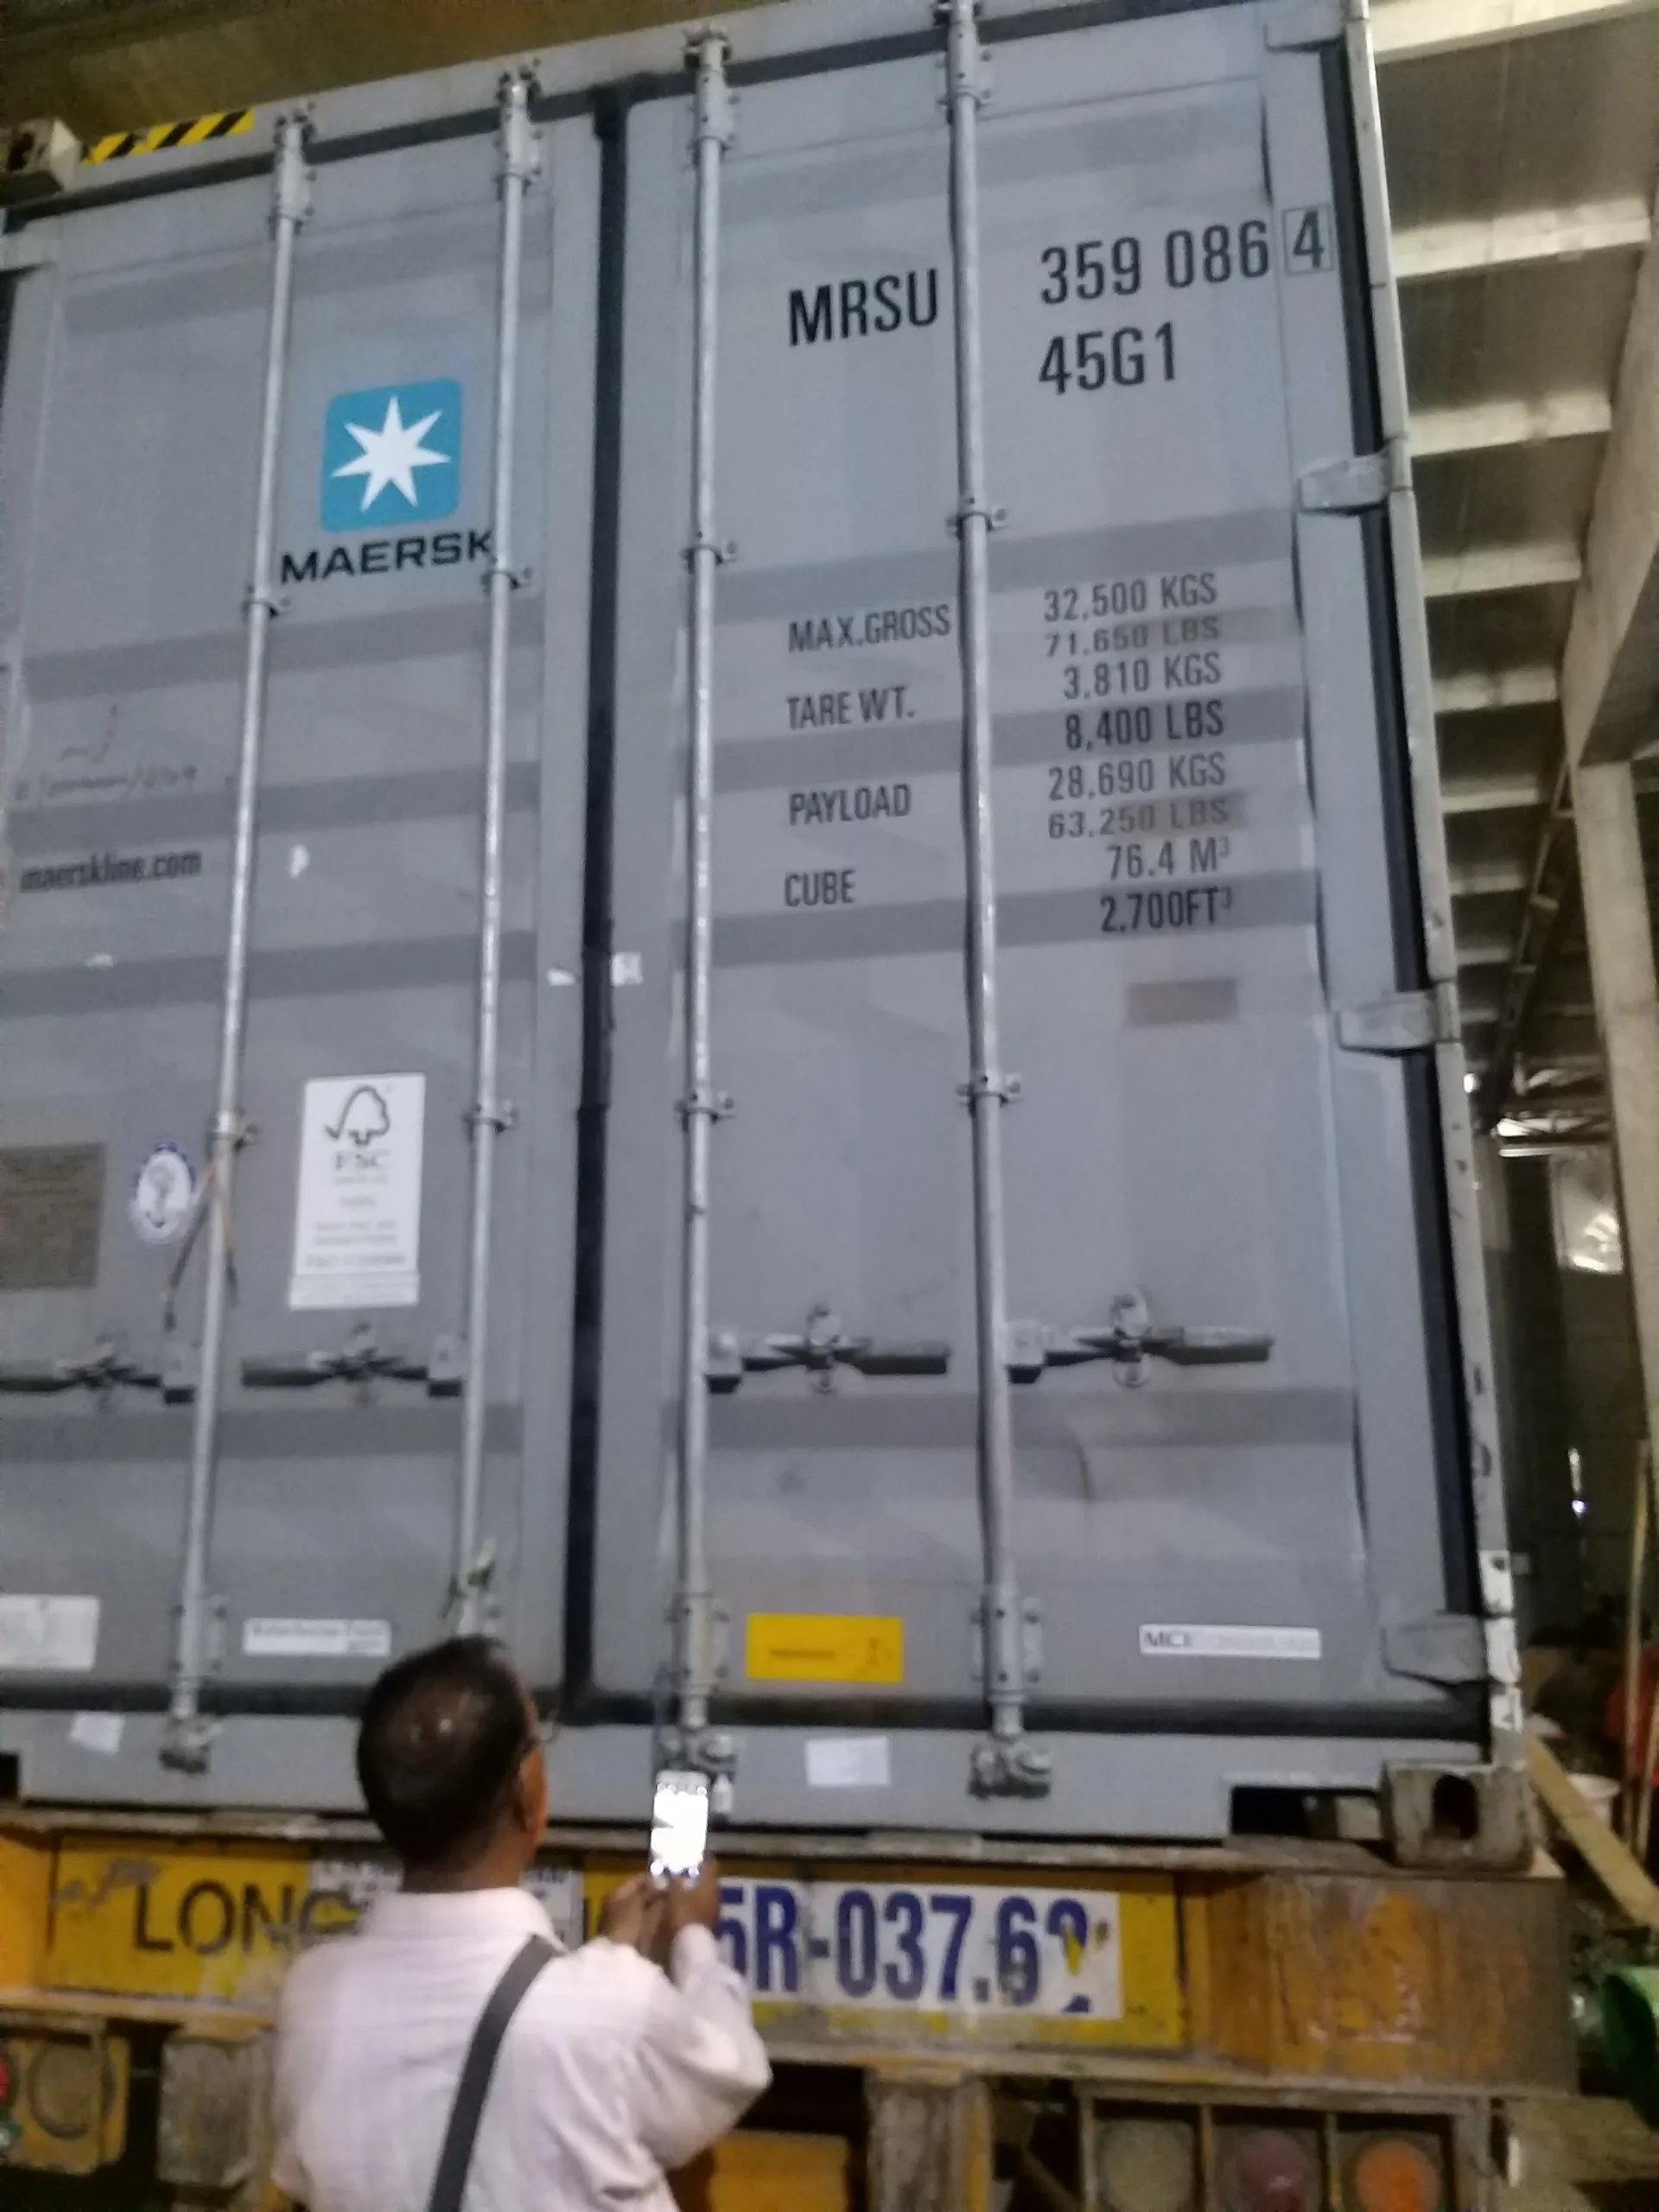 MRSU 359 086 4
45G1
MAERSK
MAX.GROSS 32,500 KGS
71,650 LBS
TARE WT. 3,810 KGS
8,400 LBS
PAYLOAD 28,690 KGS
63,250 LBS
CUBE 76.4 M³
2,700FT³
maerskline.com
FSC
MCI
LONG
5R-037.62